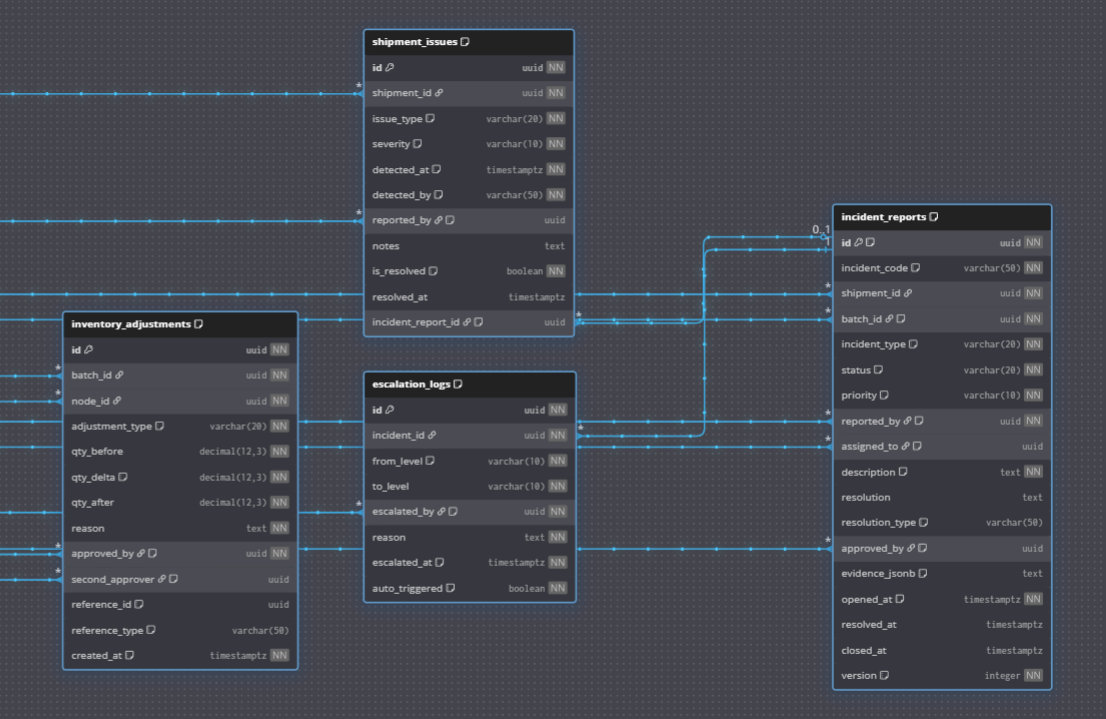 shipment_issues
id uuid NN
* shipment_id uuid NN
issue_type varchar(20) NN
severity varchar(10) NN
detected_at timestamptz NN
detected_by varchar(50) NN
* reported_by uuid
notes text
is_resolved boolean NN
resolved_at timestamptz
incident_report_id uuid *
inventory_adjustments
id uuid NN
* batch_id uuid NN
* node_id uuid NN
adjustment_type varchar(20) NN
qty_before decimal(12,3) NN
qty_delta decimal(12,3) NN
qty_after decimal(12,3) NN
reason text NN
* approved_by uuid NN
* second_approver uuid
reference_id uuid
reference_type varchar(50)
created_at timestamptz NN
escalation_logs
id uuid NN
incident_id uuid NN *
from_level varchar(10) NN
to_level varchar(10) NN
* escalated_by uuid NN
reason text NN
escalated_at timestamptz NN
auto_triggered boolean NN
incident_reports
0..1
1
id uuid NN
incident_code varchar(50) NN
* shipment_id uuid NN
* batch_id uuid NN
incident_type varchar(20) NN
status varchar(20) NN
priority varchar(10) NN
* reported_by uuid NN
* assigned_to uuid
description text NN
resolution text
resolution_type varchar(50)
* approved_by uuid
evidence_jsonb text
opened_at timestamptz NN
resolved_at timestamptz
closed_at timestamptz
version integer NN